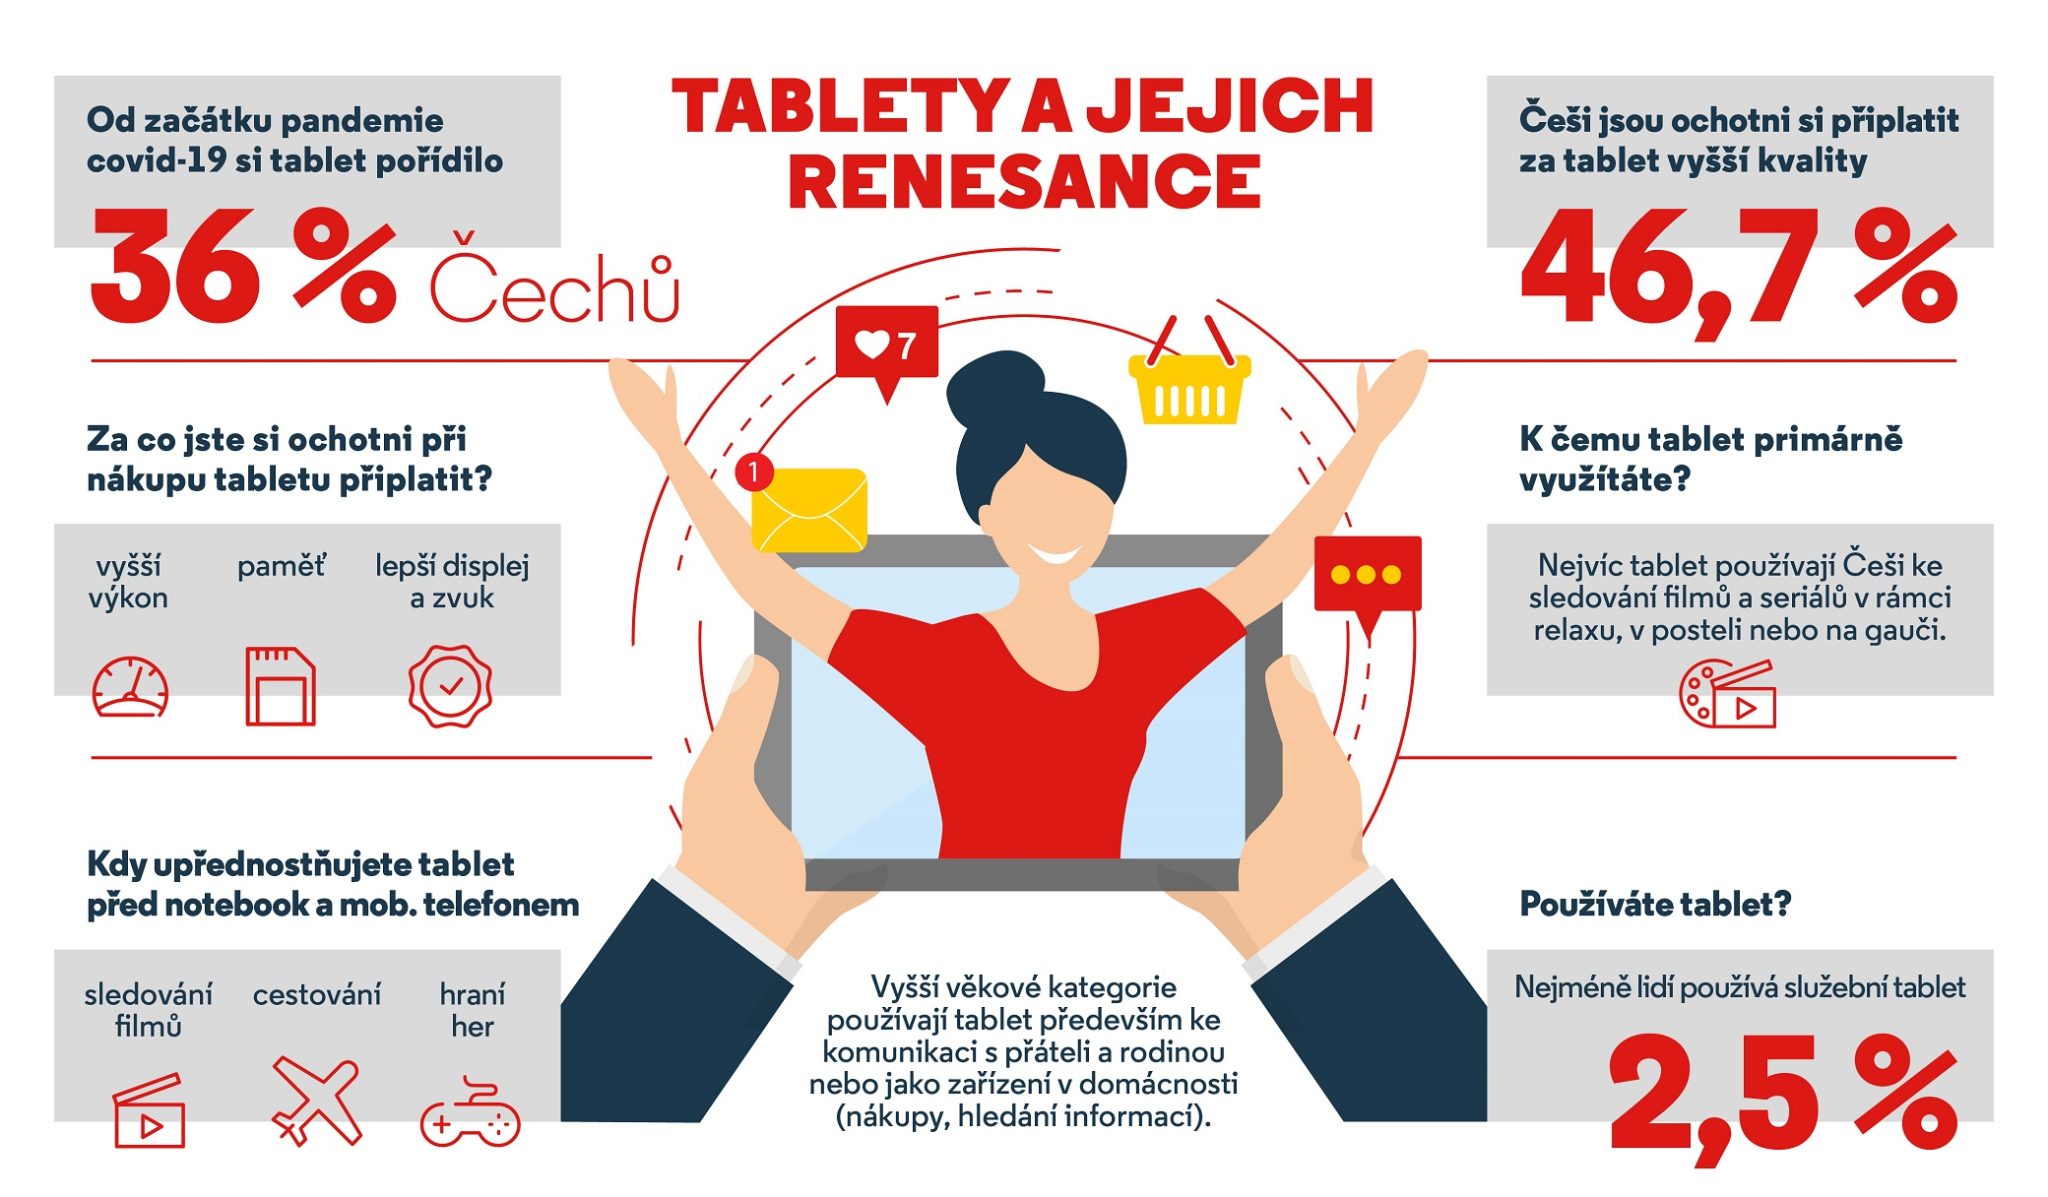 TABLETY A JEJICH
RENESANCE
Od začátku pandemie
covid-19 si tablet pořídilo
36 % Čechů
Češi jsou ochotni si připlatit
za tablet vyšší kvality
46,7 %
7
1
Za co jste si ochotni při
nákupu tabletu připlatit?
vyšší
výkon
paměť
lepší displej
a zvuk
K čemu tablet primárně
využítáte?
Nejvíc tablet používají Češi ke
sledování filmů a seriálů v rámci
relaxu, v posteli nebo na gauči.
Kdy upřednostňujete tablet
před notebook a mob. telefonem
sledování
filmů
cestování
hraní
her
Vyšší věkové kategorie
používají tablet především ke
komunikaci s přáteli a rodinou
nebo jako zařízení v domácnosti
(nákupy, hledání informací).
Používáte tablet?
Nejméně lidí používá služební tablet
2,5 %